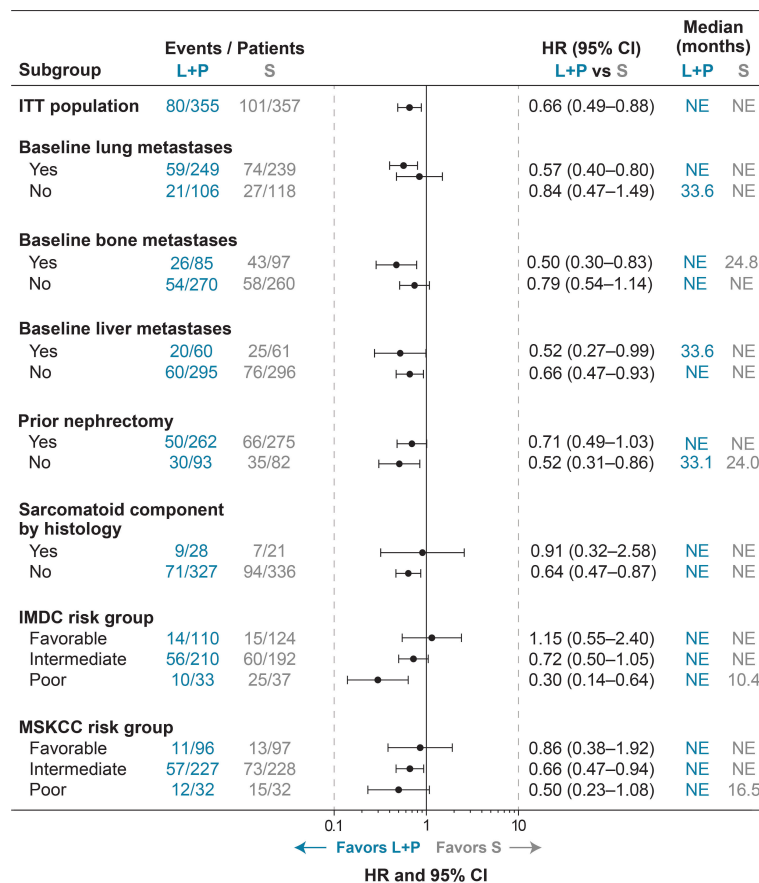 Events / Patients HR (95% CI) Median (months)
Subgroup L+P S L+P vs S L+P S
ITT population 80/355 101/357 0.66 (0.49–0.88) NE NE
Baseline lung metastases
Yes 59/249 74/239 0.57 (0.40–0.80) NE NE
No 21/106 27/118 0.84 (0.47–1.49) 33.6 NE
Baseline bone metastases
Yes 26/85 43/97 0.50 (0.30–0.83) NE 24.8
No 54/270 58/260 0.79 (0.54–1.14) NE NE
Baseline liver metastases
Yes 20/60 25/61 0.52 (0.27–0.99) 33.6 NE
No 60/295 76/296 0.66 (0.47–0.93) NE NE
Prior nephrectomy
Yes 50/262 66/275 0.71 (0.49–1.03) NE NE
No 30/93 35/82 0.52 (0.31–0.86) 33.1 24.0
Sarcomatoid component
by histology
Yes 9/28 7/21 0.91 (0.32–2.58) NE NE
No 71/327 94/336 0.64 (0.47–0.87) NE NE
IMDC risk group
Favorable 14/110 15/124 1.15 (0.55–2.40) NE NE
Intermediate 56/210 60/192 0.72 (0.50–1.05) NE NE
Poor 10/33 25/37 0.30 (0.14–0.64) NE 10.4
MSKCC risk group
Favorable 11/96 13/97 0.86 (0.38–1.92) NE NE
Intermediate 57/227 73/228 0.66 (0.47–0.94) NE NE
Poor 12/32 15/32 0.50 (0.23–1.08) NE 16.5
0.1 1 10
Favors L+P Favors S
HR and 95% CI